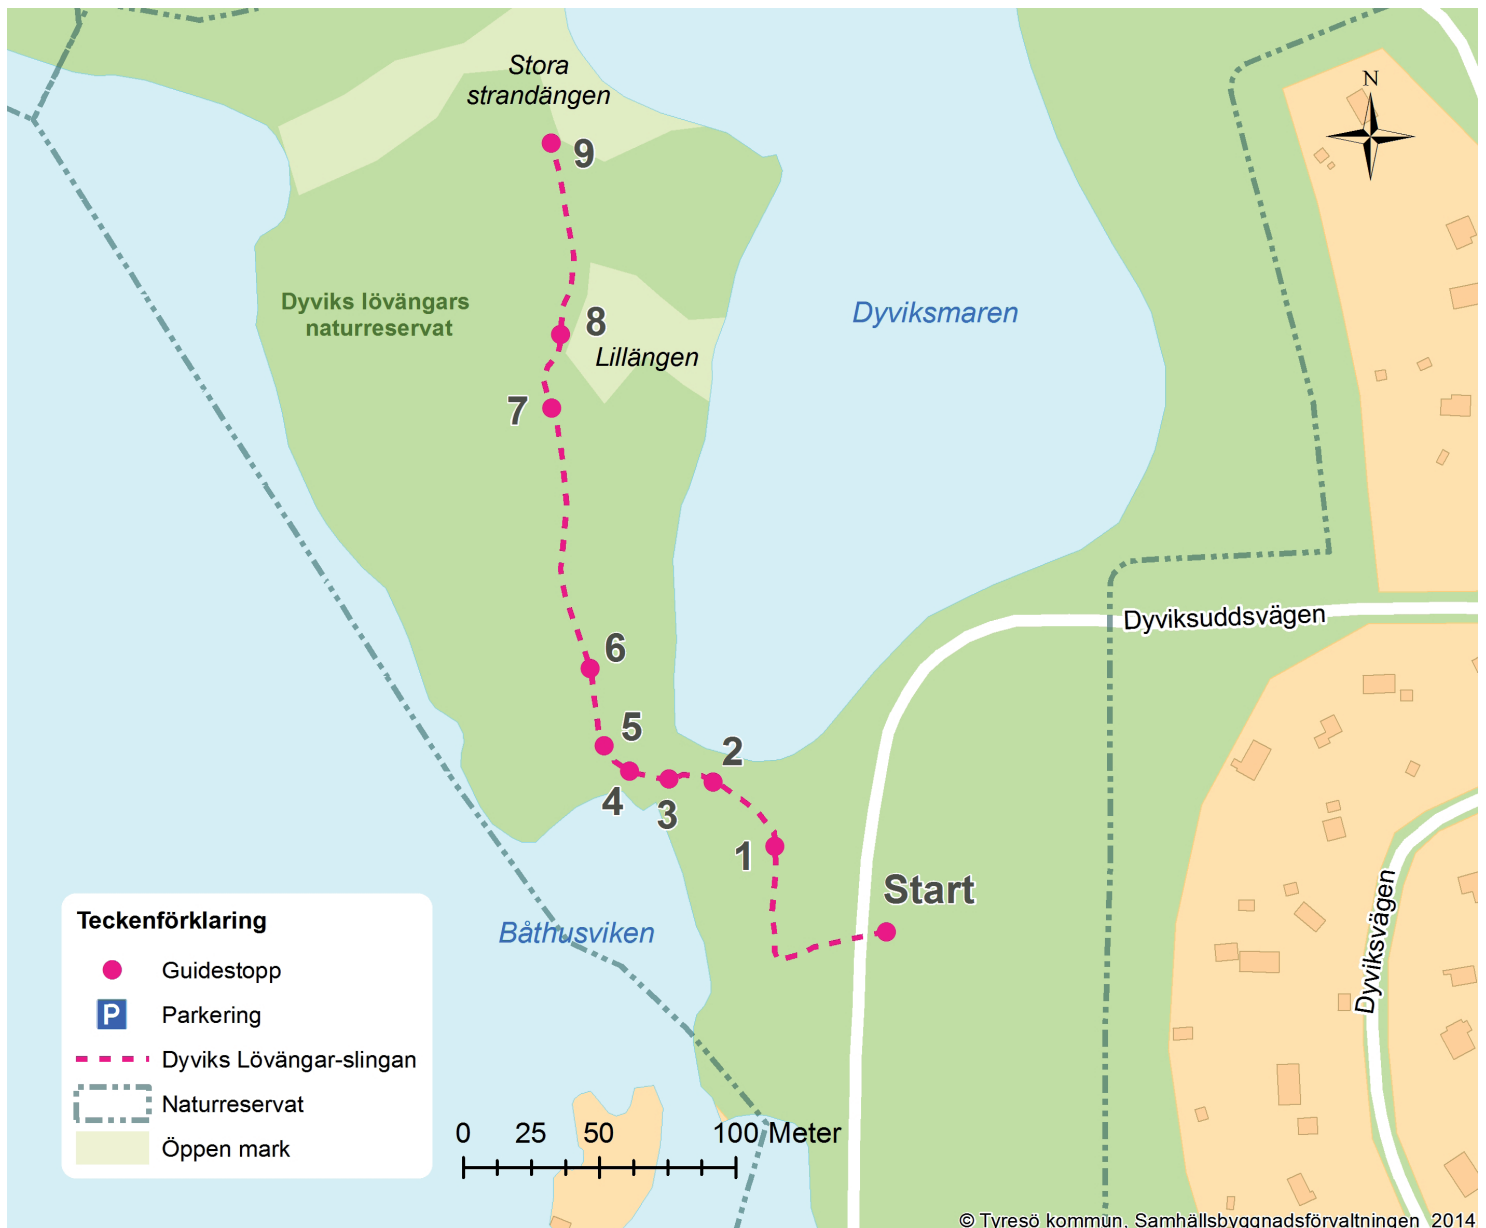 Stora
strandängen
N
9
Dyviks lövängars
naturreservat
8
Lillängen
Dyviksmaren
7
Dyviksuddsvägen
6
5
2
4
3
1
Start
Dyviksvägen
Båthusviken
Teckenförklaring
Guidestopp
P Parkering
Dyviks Lövängar-slingan
Naturreservat
Öppen mark
0 25 50 100 Meter
© Tyresö kommun, Samhällsbyggnadsförvaltningen 2014